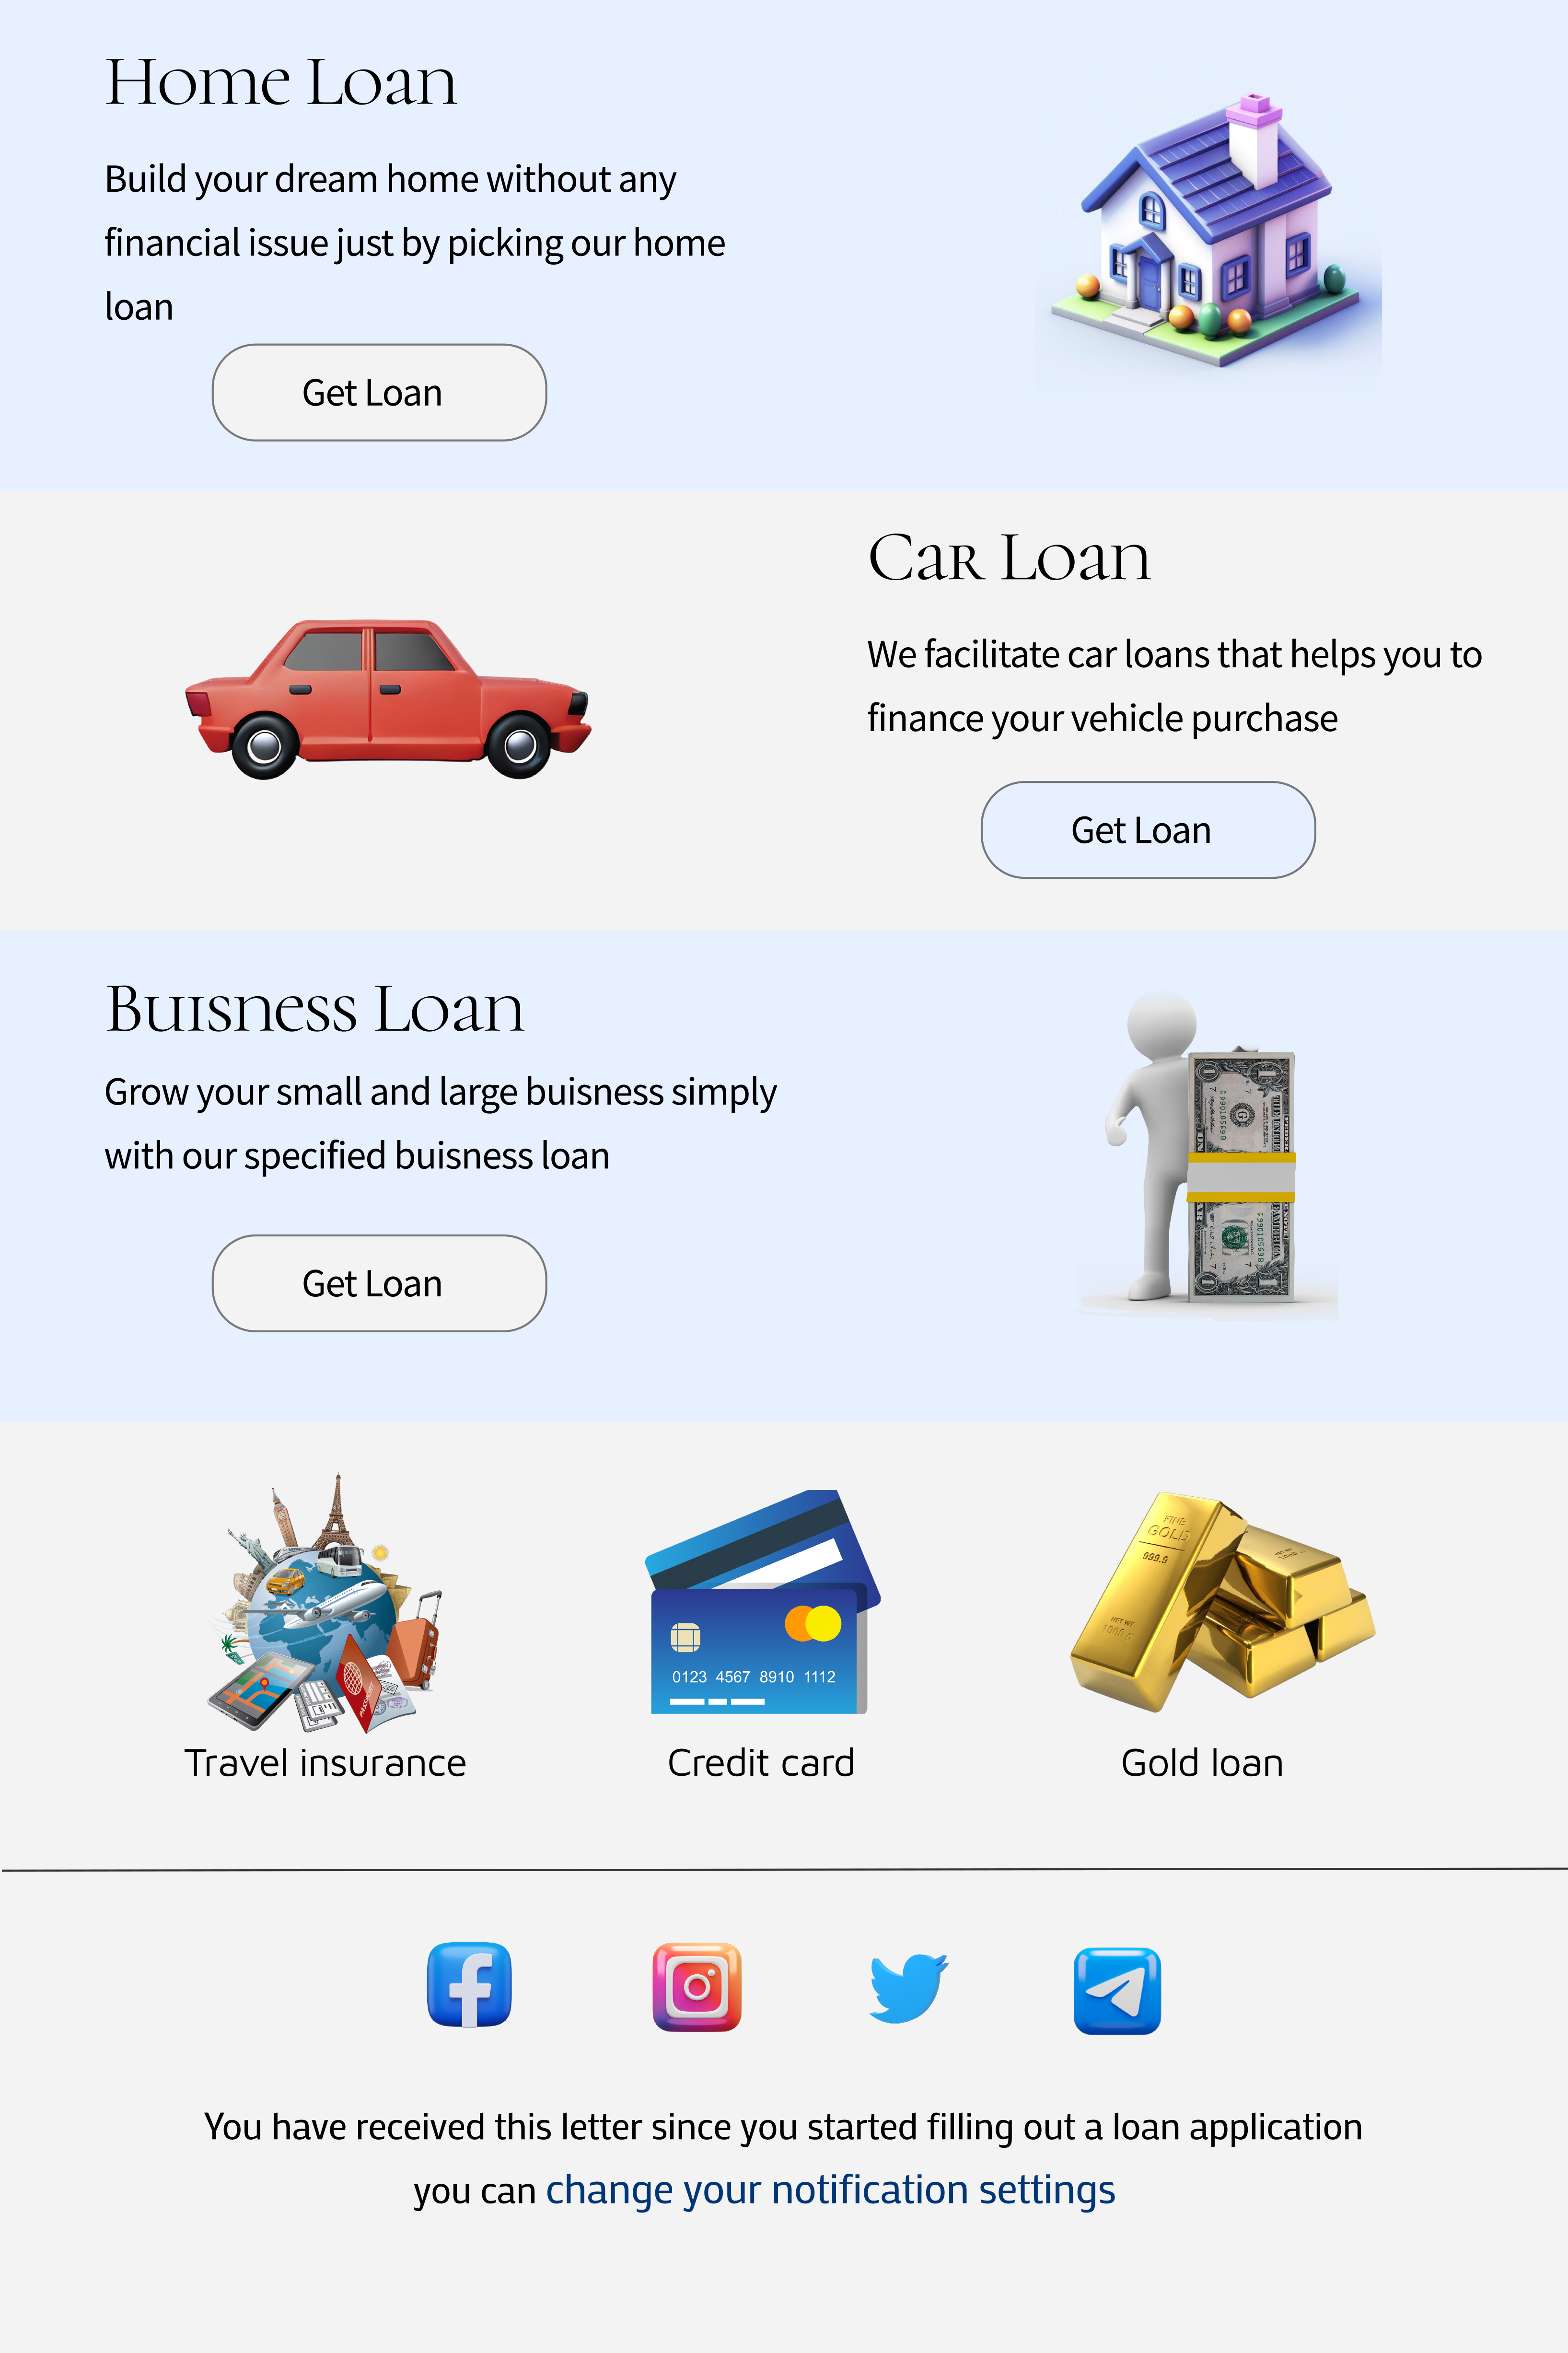 Home Loan
Build your dream home without any
financial issue just by picking our home
loan
Get Loan
Car Loan
We facilitate car loans that helps you to
finance your vehicle purchase
Get Loan
Buisness Loan
Grow your small and large buisness simply
with our specified buisness loan
Get Loan
PASSPORT
0123 4567 8910 1112
FINE
GOLD
999.9
NET WT
1000 g
Travel insurance
Credit card
Gold loan
You have received this letter since you started filling out a loan application
you can change your notification settings